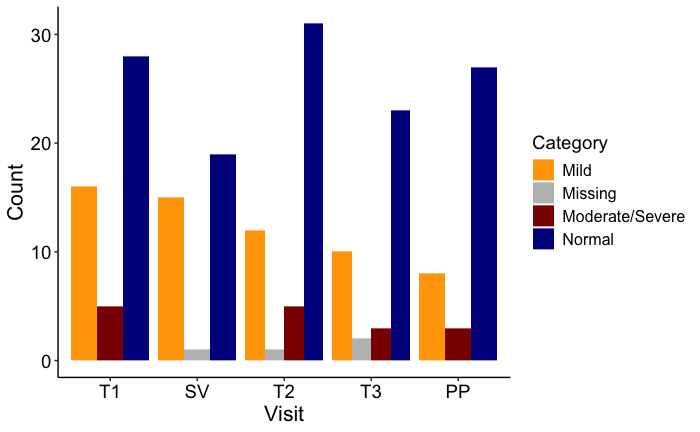 30
20
10
0
Count
T1 SV T2 T3 PP
Visit
Category
Mild
Missing
Moderate/Severe
Normal